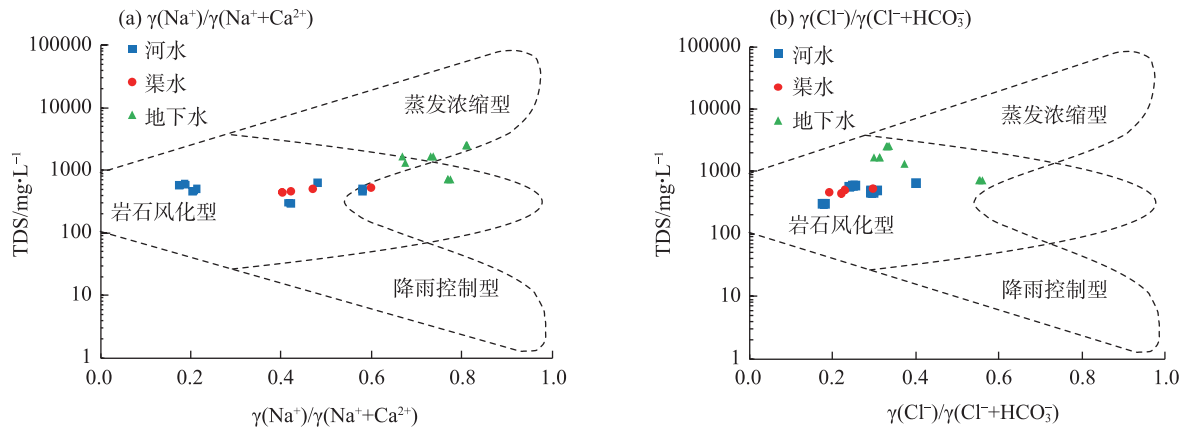 (a) γ(Na⁺)/γ(Na⁺+Ca²⁺)
100000
10000
1000
100
10
1
TDS/mg•L⁻¹
河水
渠水
地下水
蒸发浓缩型
岩石风化型
降雨控制型
0.0 0.2 0.4 0.6 0.8 1.0
γ(Na⁺)/γ(Na⁺+Ca²⁺)
(b) γ(Cl⁻)/γ(Cl⁻+HCO₃⁻)
100000
10000
1000
100
10
1
TDS/mg•L⁻¹
河水
渠水
地下水
蒸发浓缩型
岩石风化型
降雨控制型
0.0 0.2 0.4 0.6 0.8 1.0
γ(Cl⁻)/γ(Cl⁻+HCO₃⁻)